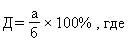 Д = а/б × 100% , где